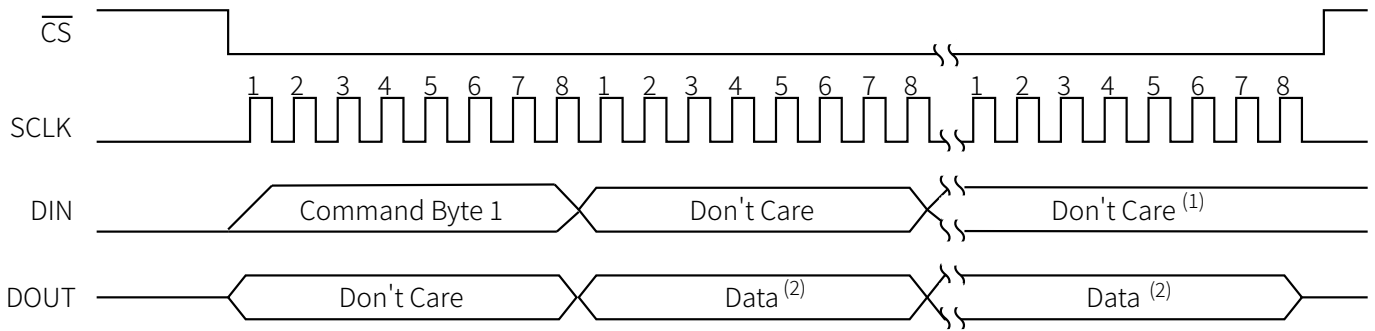 CS
1 2 3 4 5 6 7 8 1 2 3 4 5 6 7 8 1 2 3 4 5 6 7 8
SCLK
DIN Command Byte 1 Don't Care Don't Care (1)
DOUT Don't Care Data (2) Data (2)